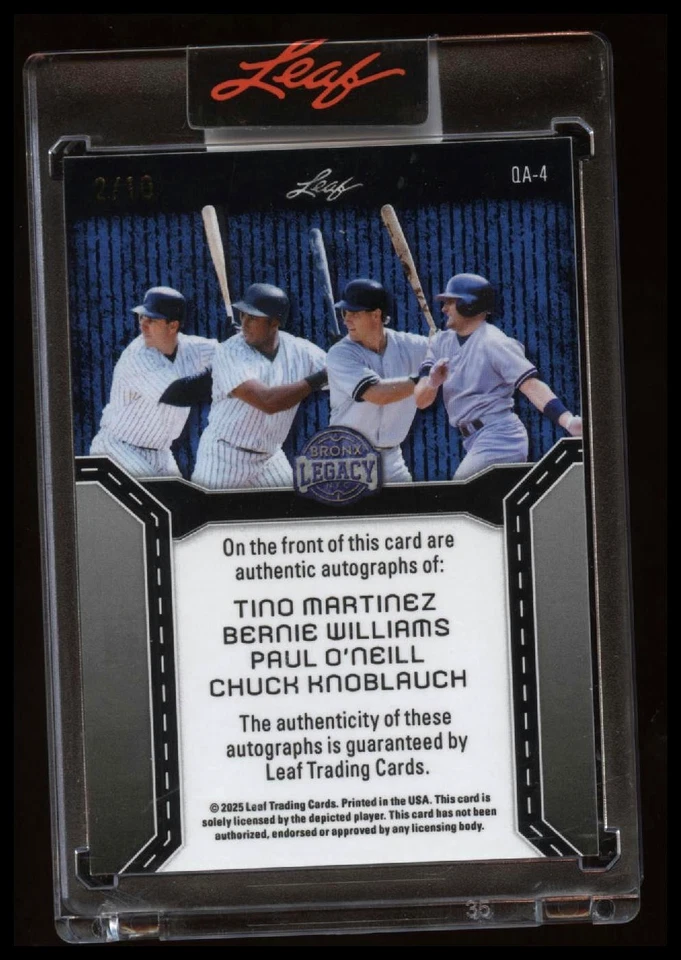 Leaf
2/10
Leaf
QA-4
BRONX
LEGACY
NYC
On the front of this card are
authentic autographs of:
TINO MARTINEZ
BERNIE WILLIAMS
PAUL O'NEILL
CHUCK KNOBLAUCH
The authenticity of these
autographs is guaranteed by
Leaf Trading Cards.
© 2025 Leaf Trading Cards. Printed in the USA. This card is
solely licensed by the depicted player. This card has not been
authorized, endorsed or approved by any licensing body.
35